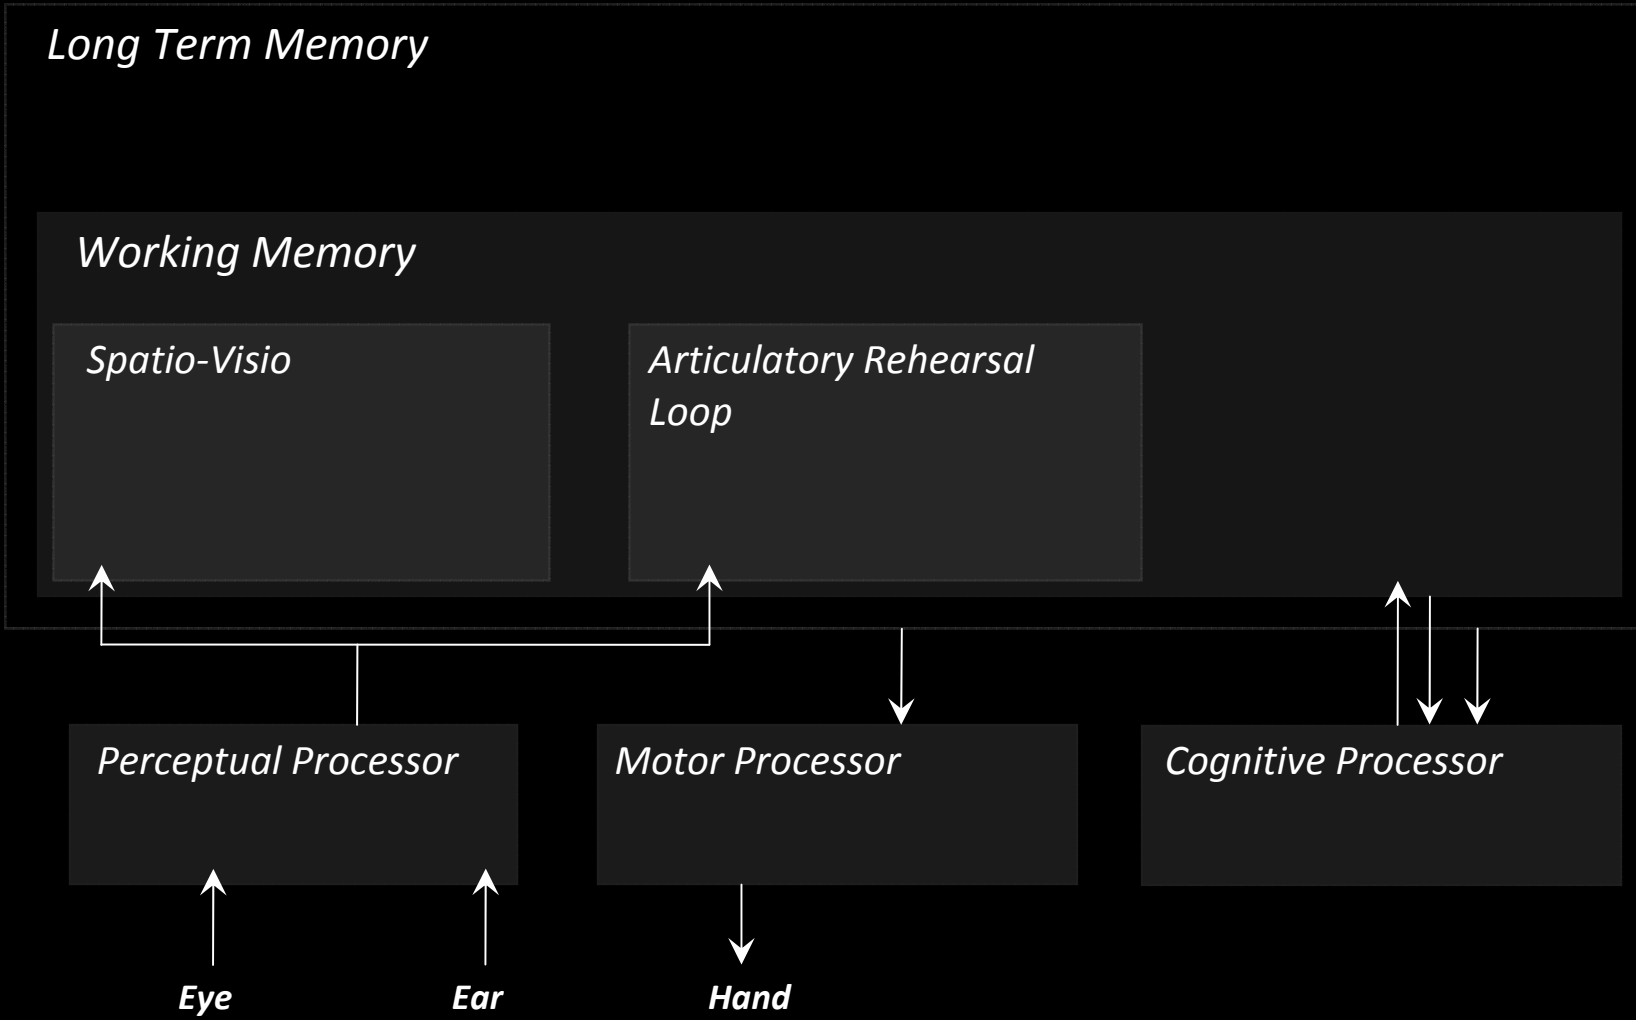 Long Term Memory
Working Memory
Spatio-Visio
Articulatory Rehearsal
Loop
Perceptual Processor
Motor Processor
Cognitive Processor
Eye
Ear
Hand